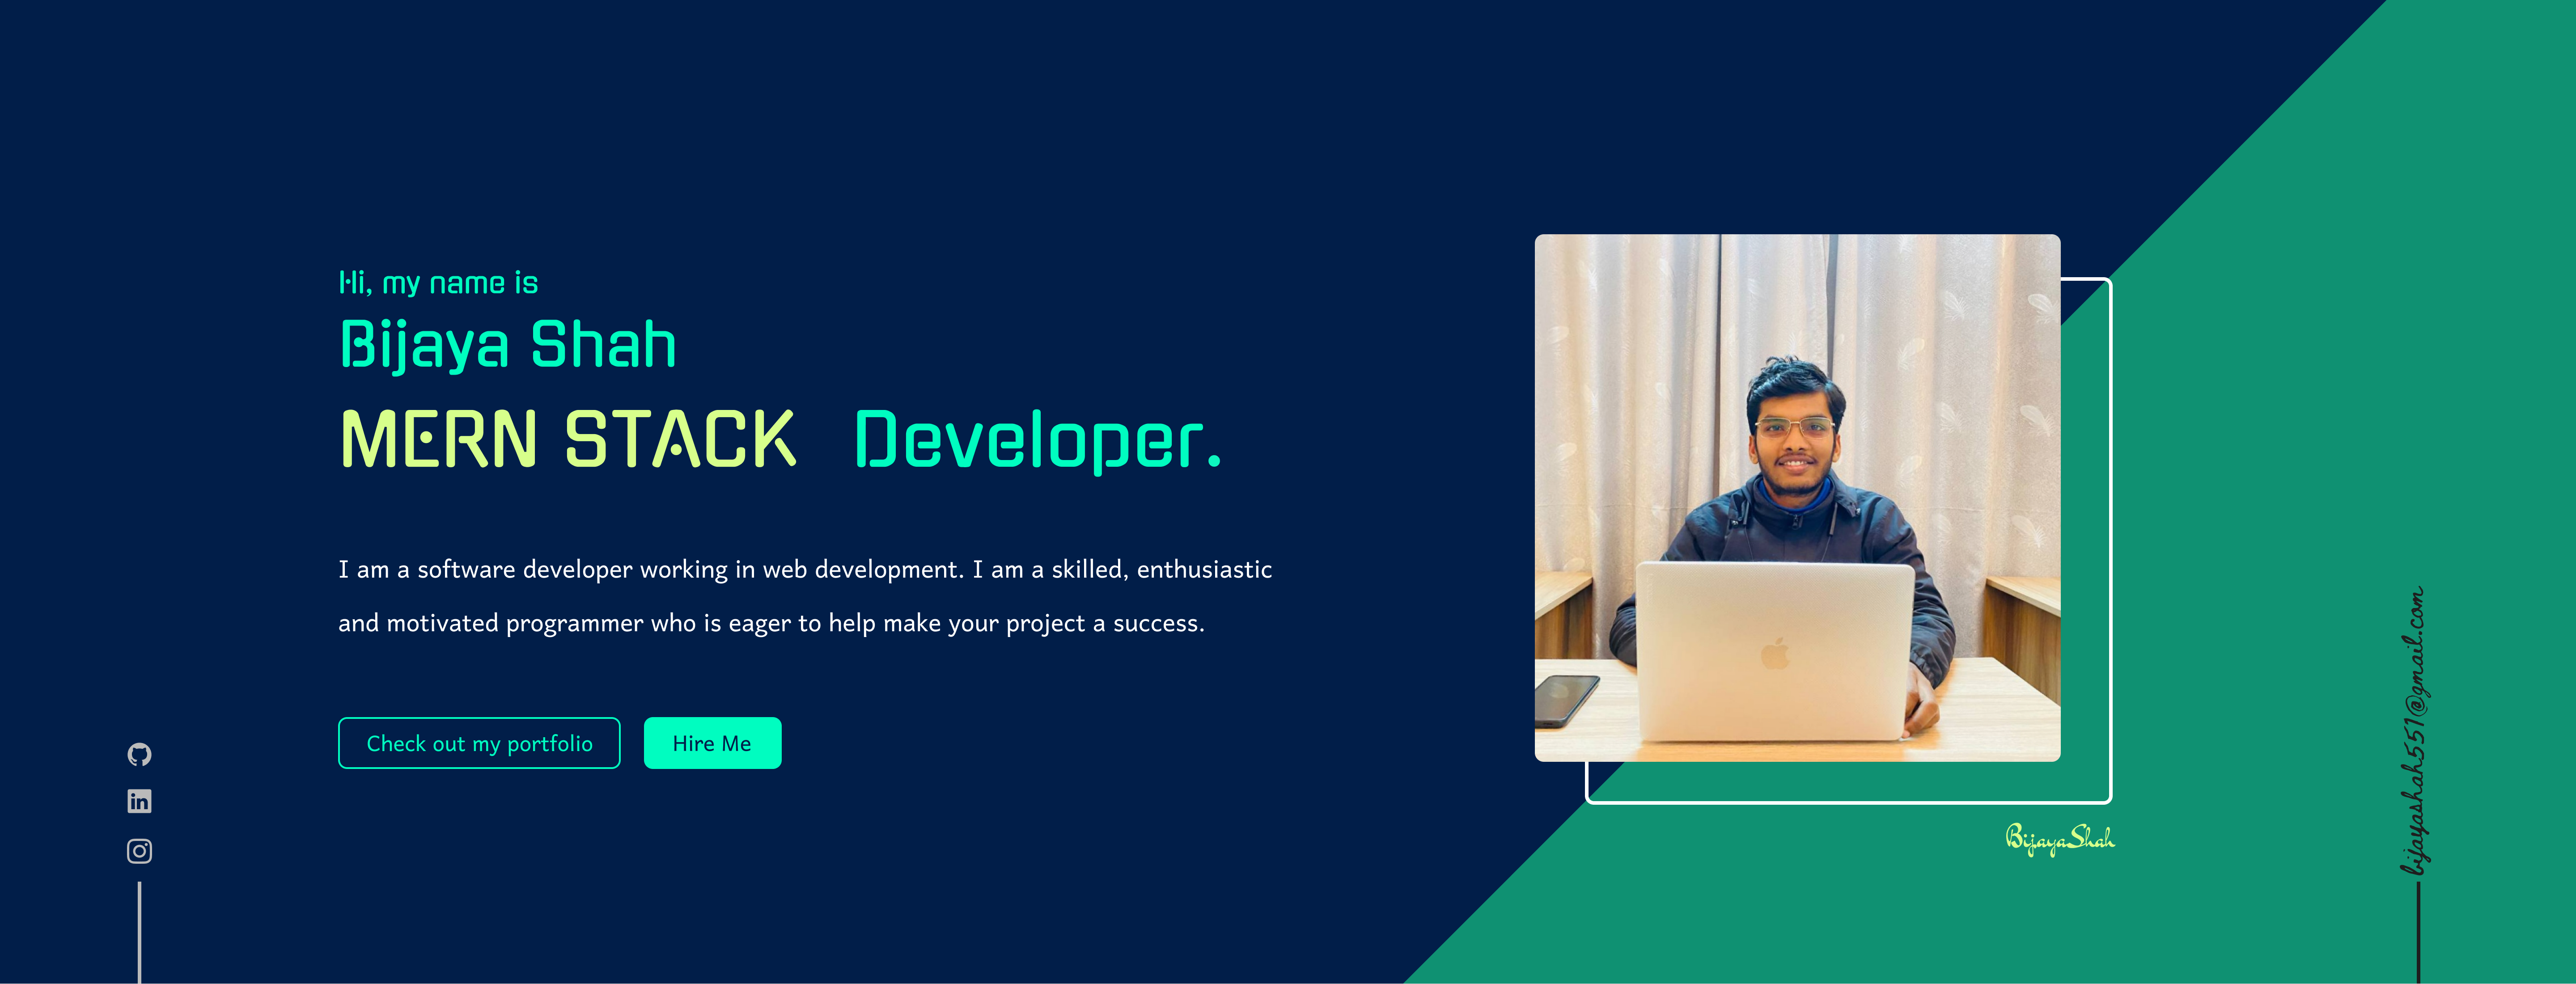 Hi, my name is
Bijaya Shah
MERN STACK Developer.
I am a software developer working in web development. I am a skilled, enthusiastic
and motivated programmer who is eager to help make your project a success.
Check out my portfolio
Hire Me
in
BijayaShah
bijayashah551@gmail.com